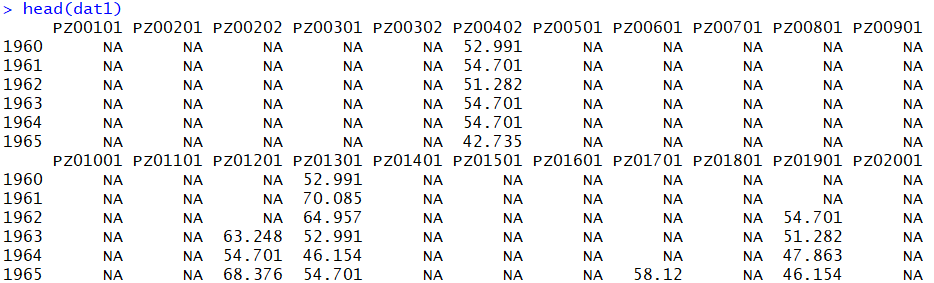 > head(dat1)
PZ00101 PZ00201 PZ00202 PZ00301 PZ00302 PZ00402 PZ00501 PZ00601 PZ00701 PZ00801 PZ00901
1960 NA NA NA NA NA 52.991 NA NA NA NA NA
1961 NA NA NA NA NA 54.701 NA NA NA NA NA
1962 NA NA NA NA NA 51.282 NA NA NA NA NA
1963 NA NA NA NA NA 54.701 NA NA NA NA NA
1964 NA NA NA NA NA 54.701 NA NA NA NA NA
1965 NA NA NA NA NA 42.735 NA NA NA NA NA
PZ01001 PZ01101 PZ01201 PZ01301 PZ01401 PZ01501 PZ01601 PZ01701 PZ01801 PZ01901 PZ02001
1960 NA NA NA 52.991 NA NA NA NA NA NA NA
1961 NA NA NA 70.085 NA NA NA NA NA NA NA
1962 NA NA NA 64.957 NA NA NA NA NA 54.701 NA
1963 NA NA 63.248 52.991 NA NA NA NA NA 51.282 NA
1964 NA NA 54.701 46.154 NA NA NA NA NA 47.863 NA
1965 NA NA 68.376 54.701 NA NA NA 58.12 NA 46.154 NA